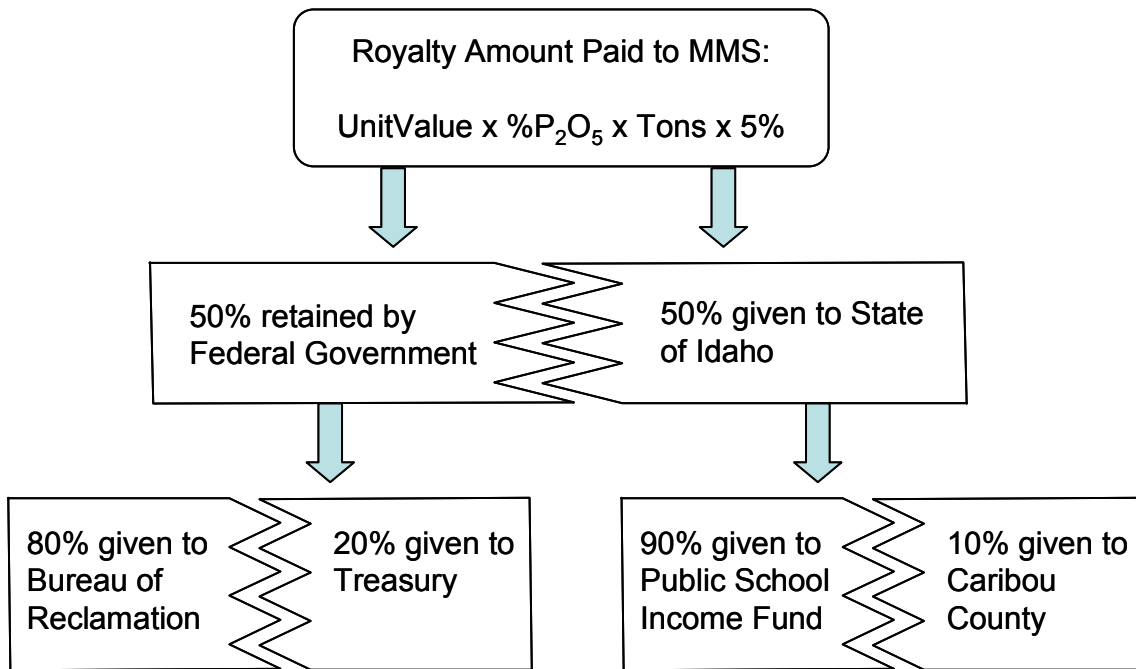 Royalty Amount Paid to MMS:
UnitValue x %P₂O₅ x Tons x 5%
50% retained by
Federal Government
50% given to State
of Idaho
80% given to
Bureau of
Reclamation
20% given to
Treasury
90% given to
Public School
Income Fund
10% given to
Caribou
County